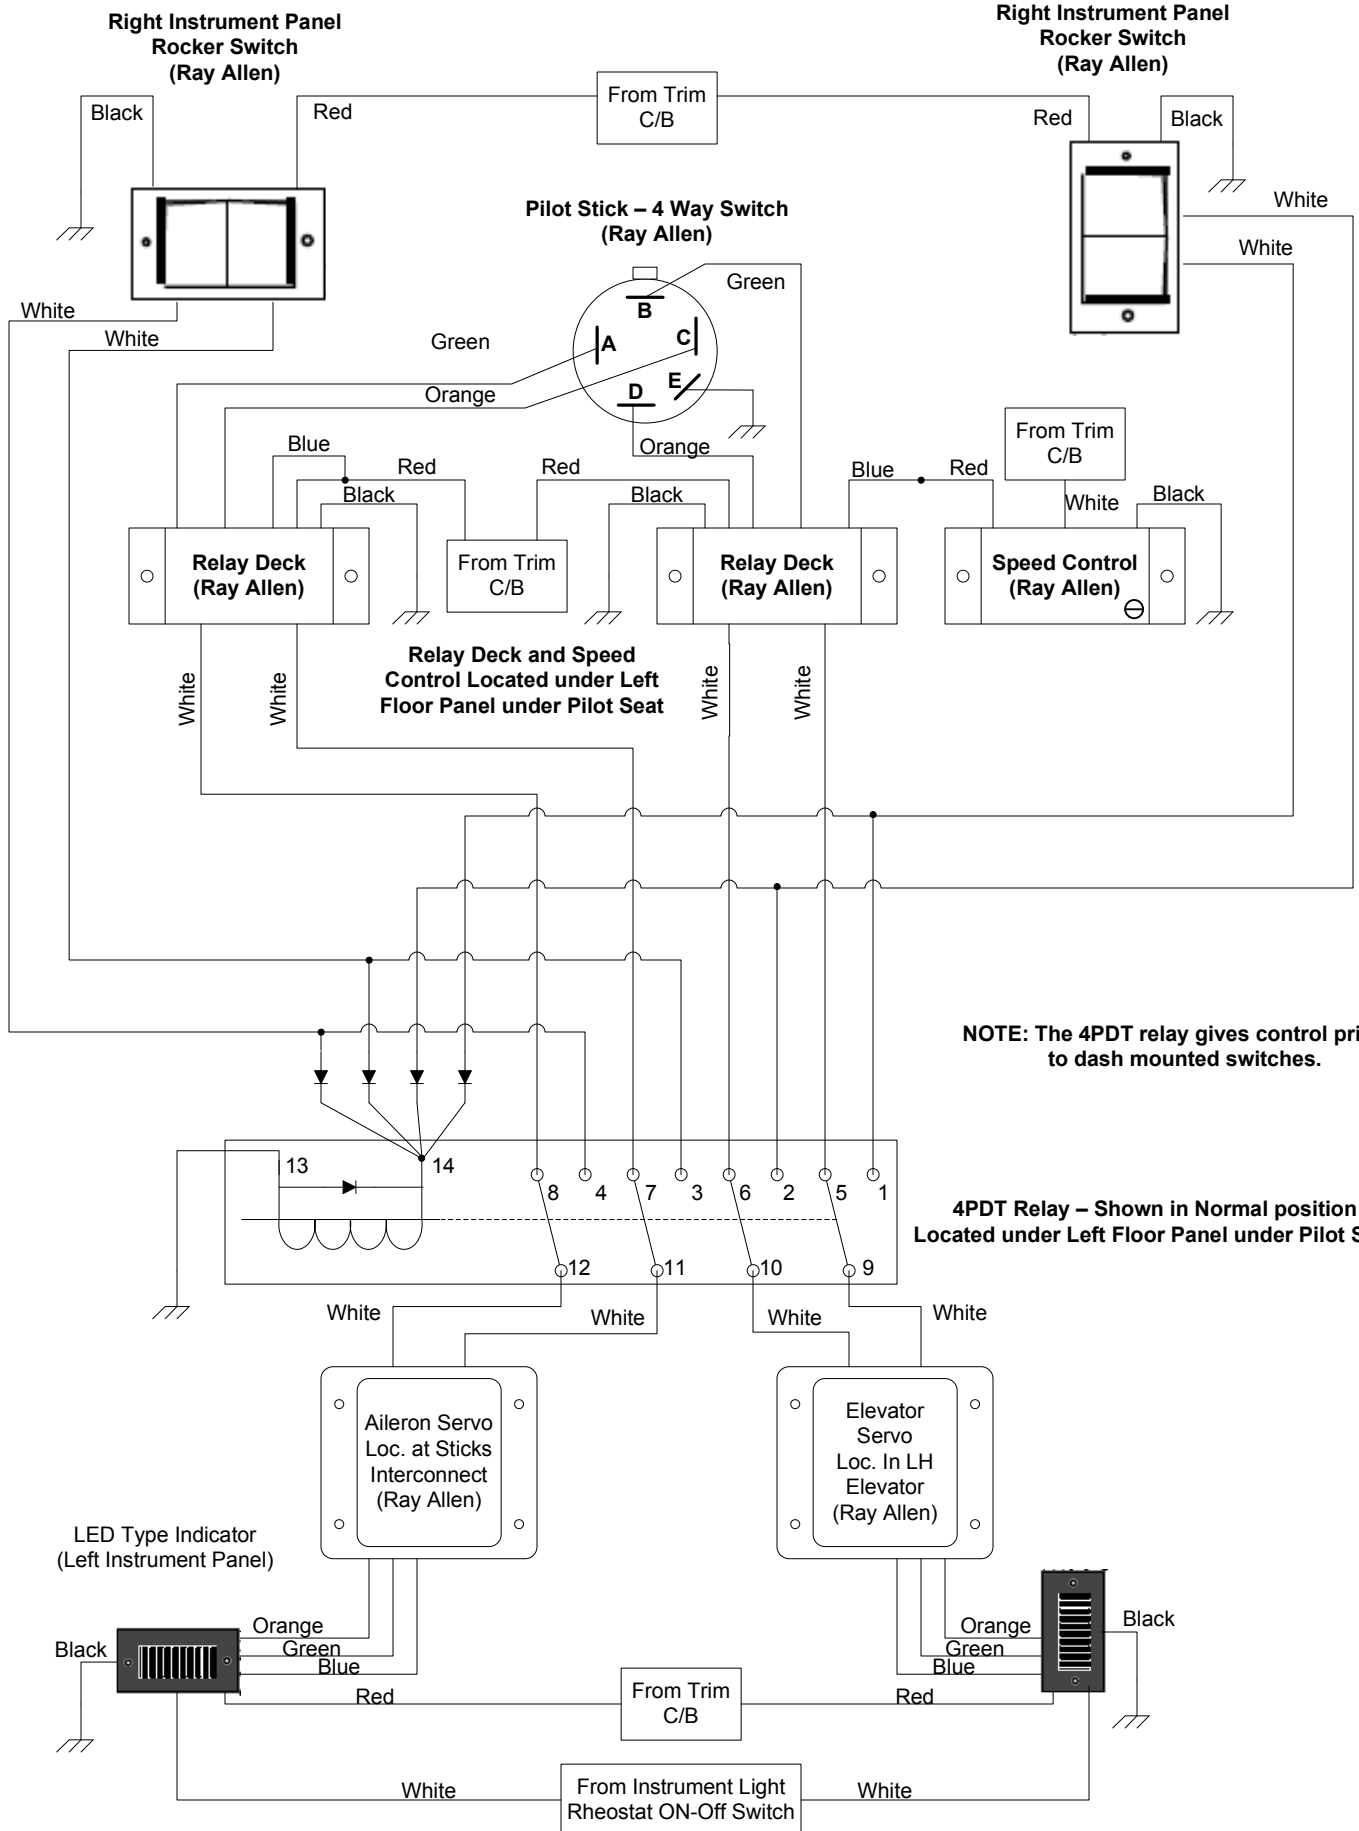 Right Instrument Panel
Rocker Switch
(Ray Allen)
Right Instrument Panel
Rocker Switch
(Ray Allen)
Black
Red
From Trim
C/B
Red
Black
White
White
Pilot Stick – 4 Way Switch
(Ray Allen)
Green
B
A
C
D
E
White
White
Green
Orange
Orange
From Trim
C/B
Blue
Red
Black
Red
Black
Blue
Red
White
Black
Relay Deck
(Ray Allen)
From Trim
C/B
Relay Deck
(Ray Allen)
Speed Control
(Ray Allen)
Relay Deck and Speed
Control Located under Left
Floor Panel under Pilot Seat
White
White
White
White
NOTE: The 4PDT relay gives control pri
to dash mounted switches.
13
14
8
4
7
3
6
2
5
1
4PDT Relay – Shown in Normal position
Located under Left Floor Panel under Pilot S
12
11
10
9
White
White
White
White
Aileron Servo
Loc. at Sticks
Interconnect
(Ray Allen)
Elevator
Servo
Loc. In LH
Elevator
(Ray Allen)
LED Type Indicator
(Left Instrument Panel)
Black
Orange
Green
Blue
Red
From Trim
C/B
Orange
Green
Blue
Red
Black
White
From Instrument Light
Rheostat ON-Off Switch
White